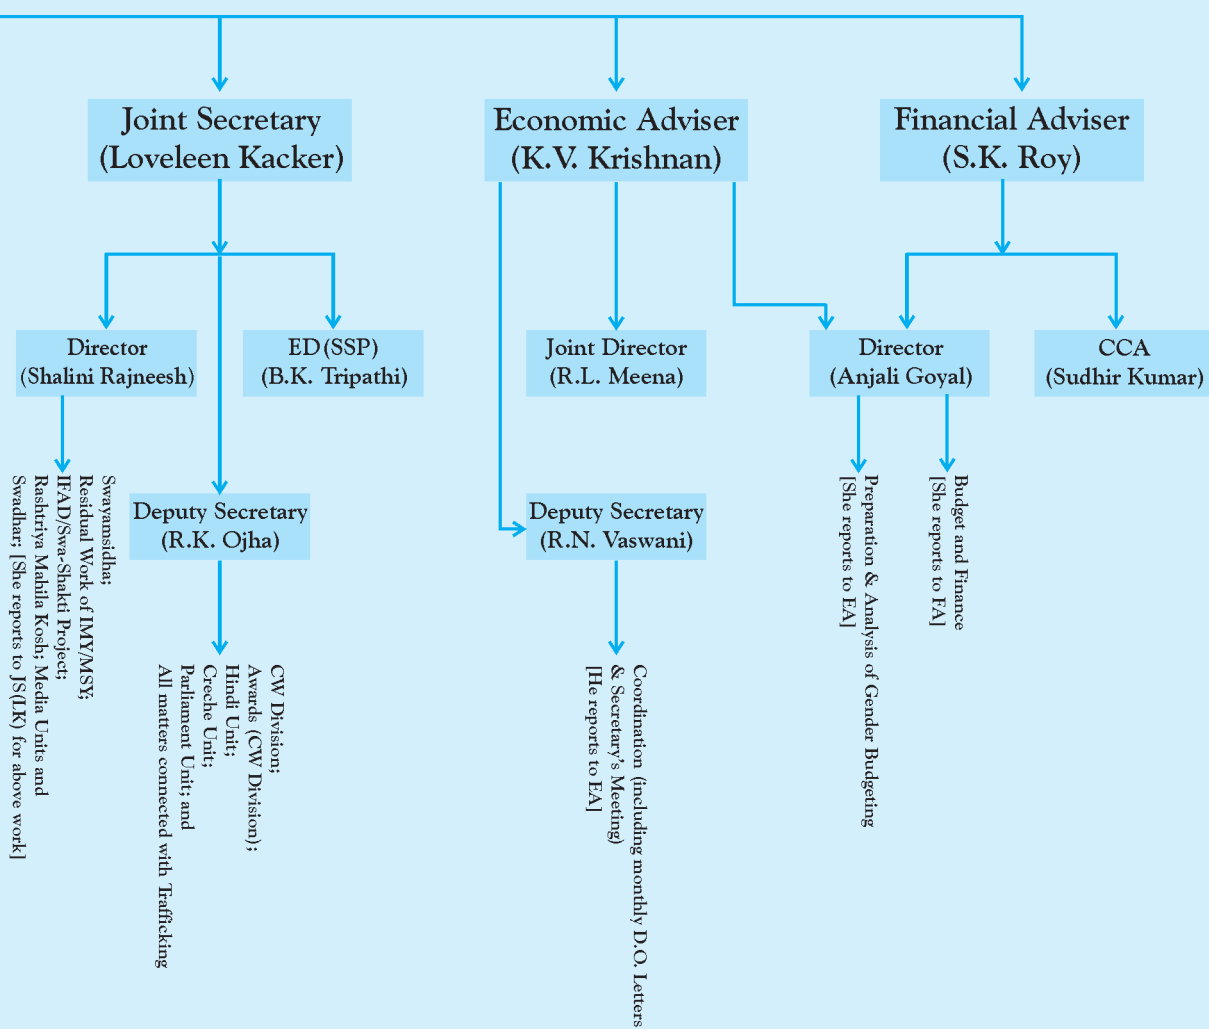 Joint Secretary
(Loveleen Kacker)
Economic Adviser
(K.V. Krishnan)
Financial Adviser
(S.K. Roy)
Director
(Shalini Rajneesh)
ED (SSP)
(B.K. Tripathi)
Joint Director
(R.L. Meena)
Director
(Anjali Goyal)
CCA
(Sudhir Kumar)
Swayamsidha;
Residual Work of IMY/MSY;
IFAD/Swa-Shakti Project;
Rashtriya Mahila Kosh; Media Units and
Swadhar; [She reports to JS(LK) for above work]
Deputy Secretary
(R.K. Ojha)
Deputy Secretary
(R.N. Vaswani)
Preparation & Analysis of Gender Budgeting
[She reports to EA]
Budget and Finance
[She reports to FA]
CW Division;
Awards (CW Division);
Hindi Unit;
Creche Unit;
Parliament Unit; and
All matters connected with Trafficking
Coordination (including monthly D.O. Letters
& Secretary's Meeting)
[He reports to EA]